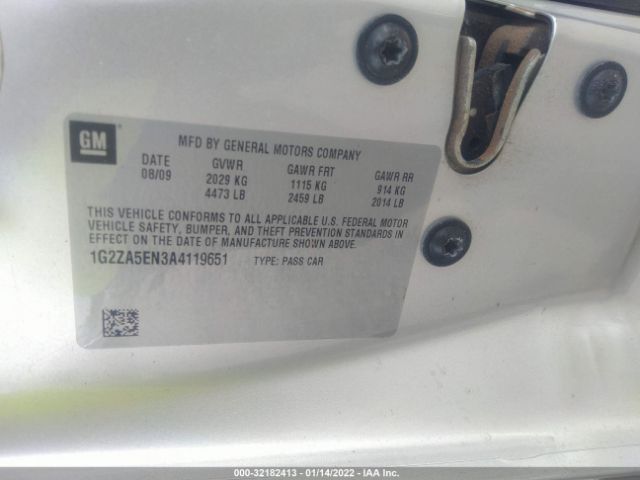 GM
MFD BY GENERAL MOTORS COMPANY
DATE GVWR GAWR FRT GAWR RR
08/09 2029 KG 1115 KG 914 KG
4473 LB 2459 LB 2014 LB
THIS VEHICLE CONFORMS TO ALL APPLICABLE U.S. FEDERAL MOTOR
VEHICLE SAFETY, BUMPER, AND THEFT PREVENTION STANDARDS IN
EFFECT ON THE DATE OF MANUFACTURE SHOWN ABOVE.
1G2ZA5EN3A4119651 TYPE: PASS CAR
000-32182413 - 01/14/2022 - IAA Inc.